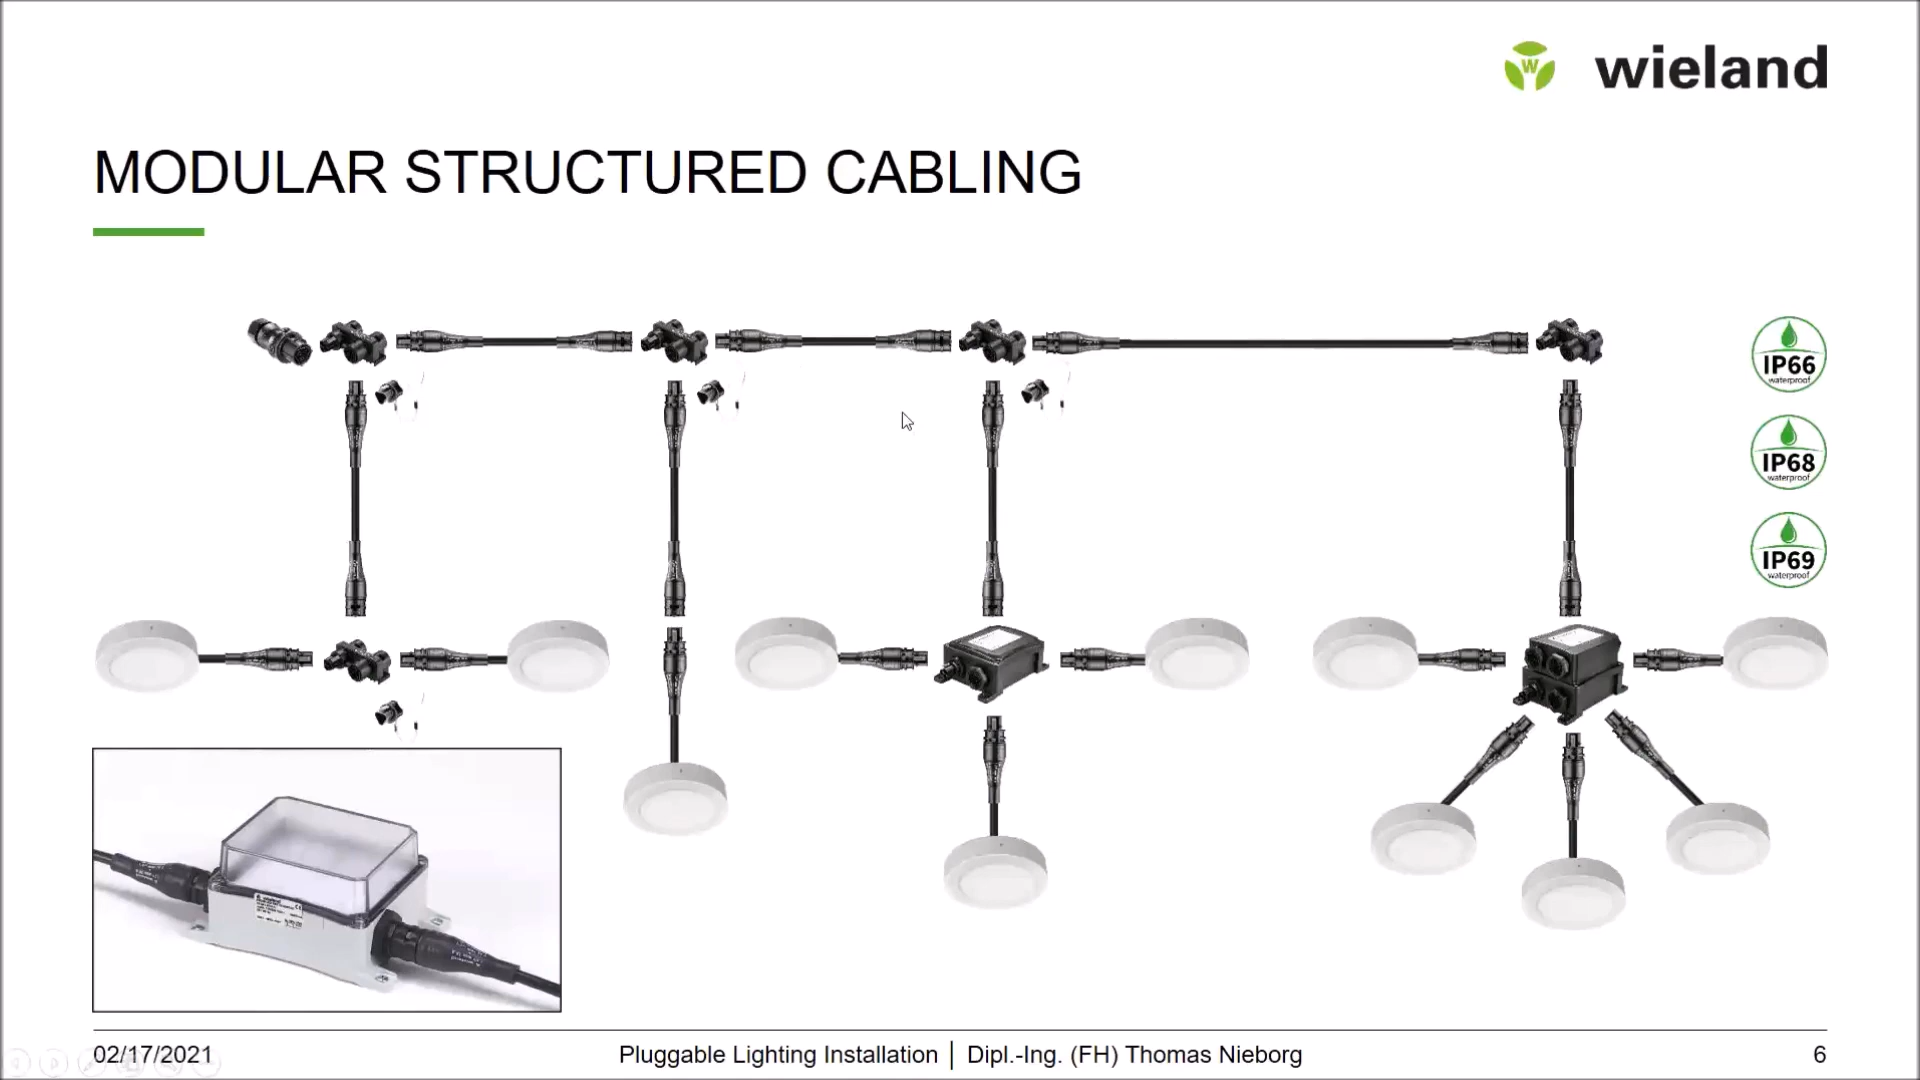 wieland
MODULAR STRUCTURED CABLING
IP66
waterproof
IP68
waterproof
IP69
waterproof
wieland
02/17/2021
Pluggable Lighting Installation | Dipl.-Ing. (FH) Thomas Nieborg
6